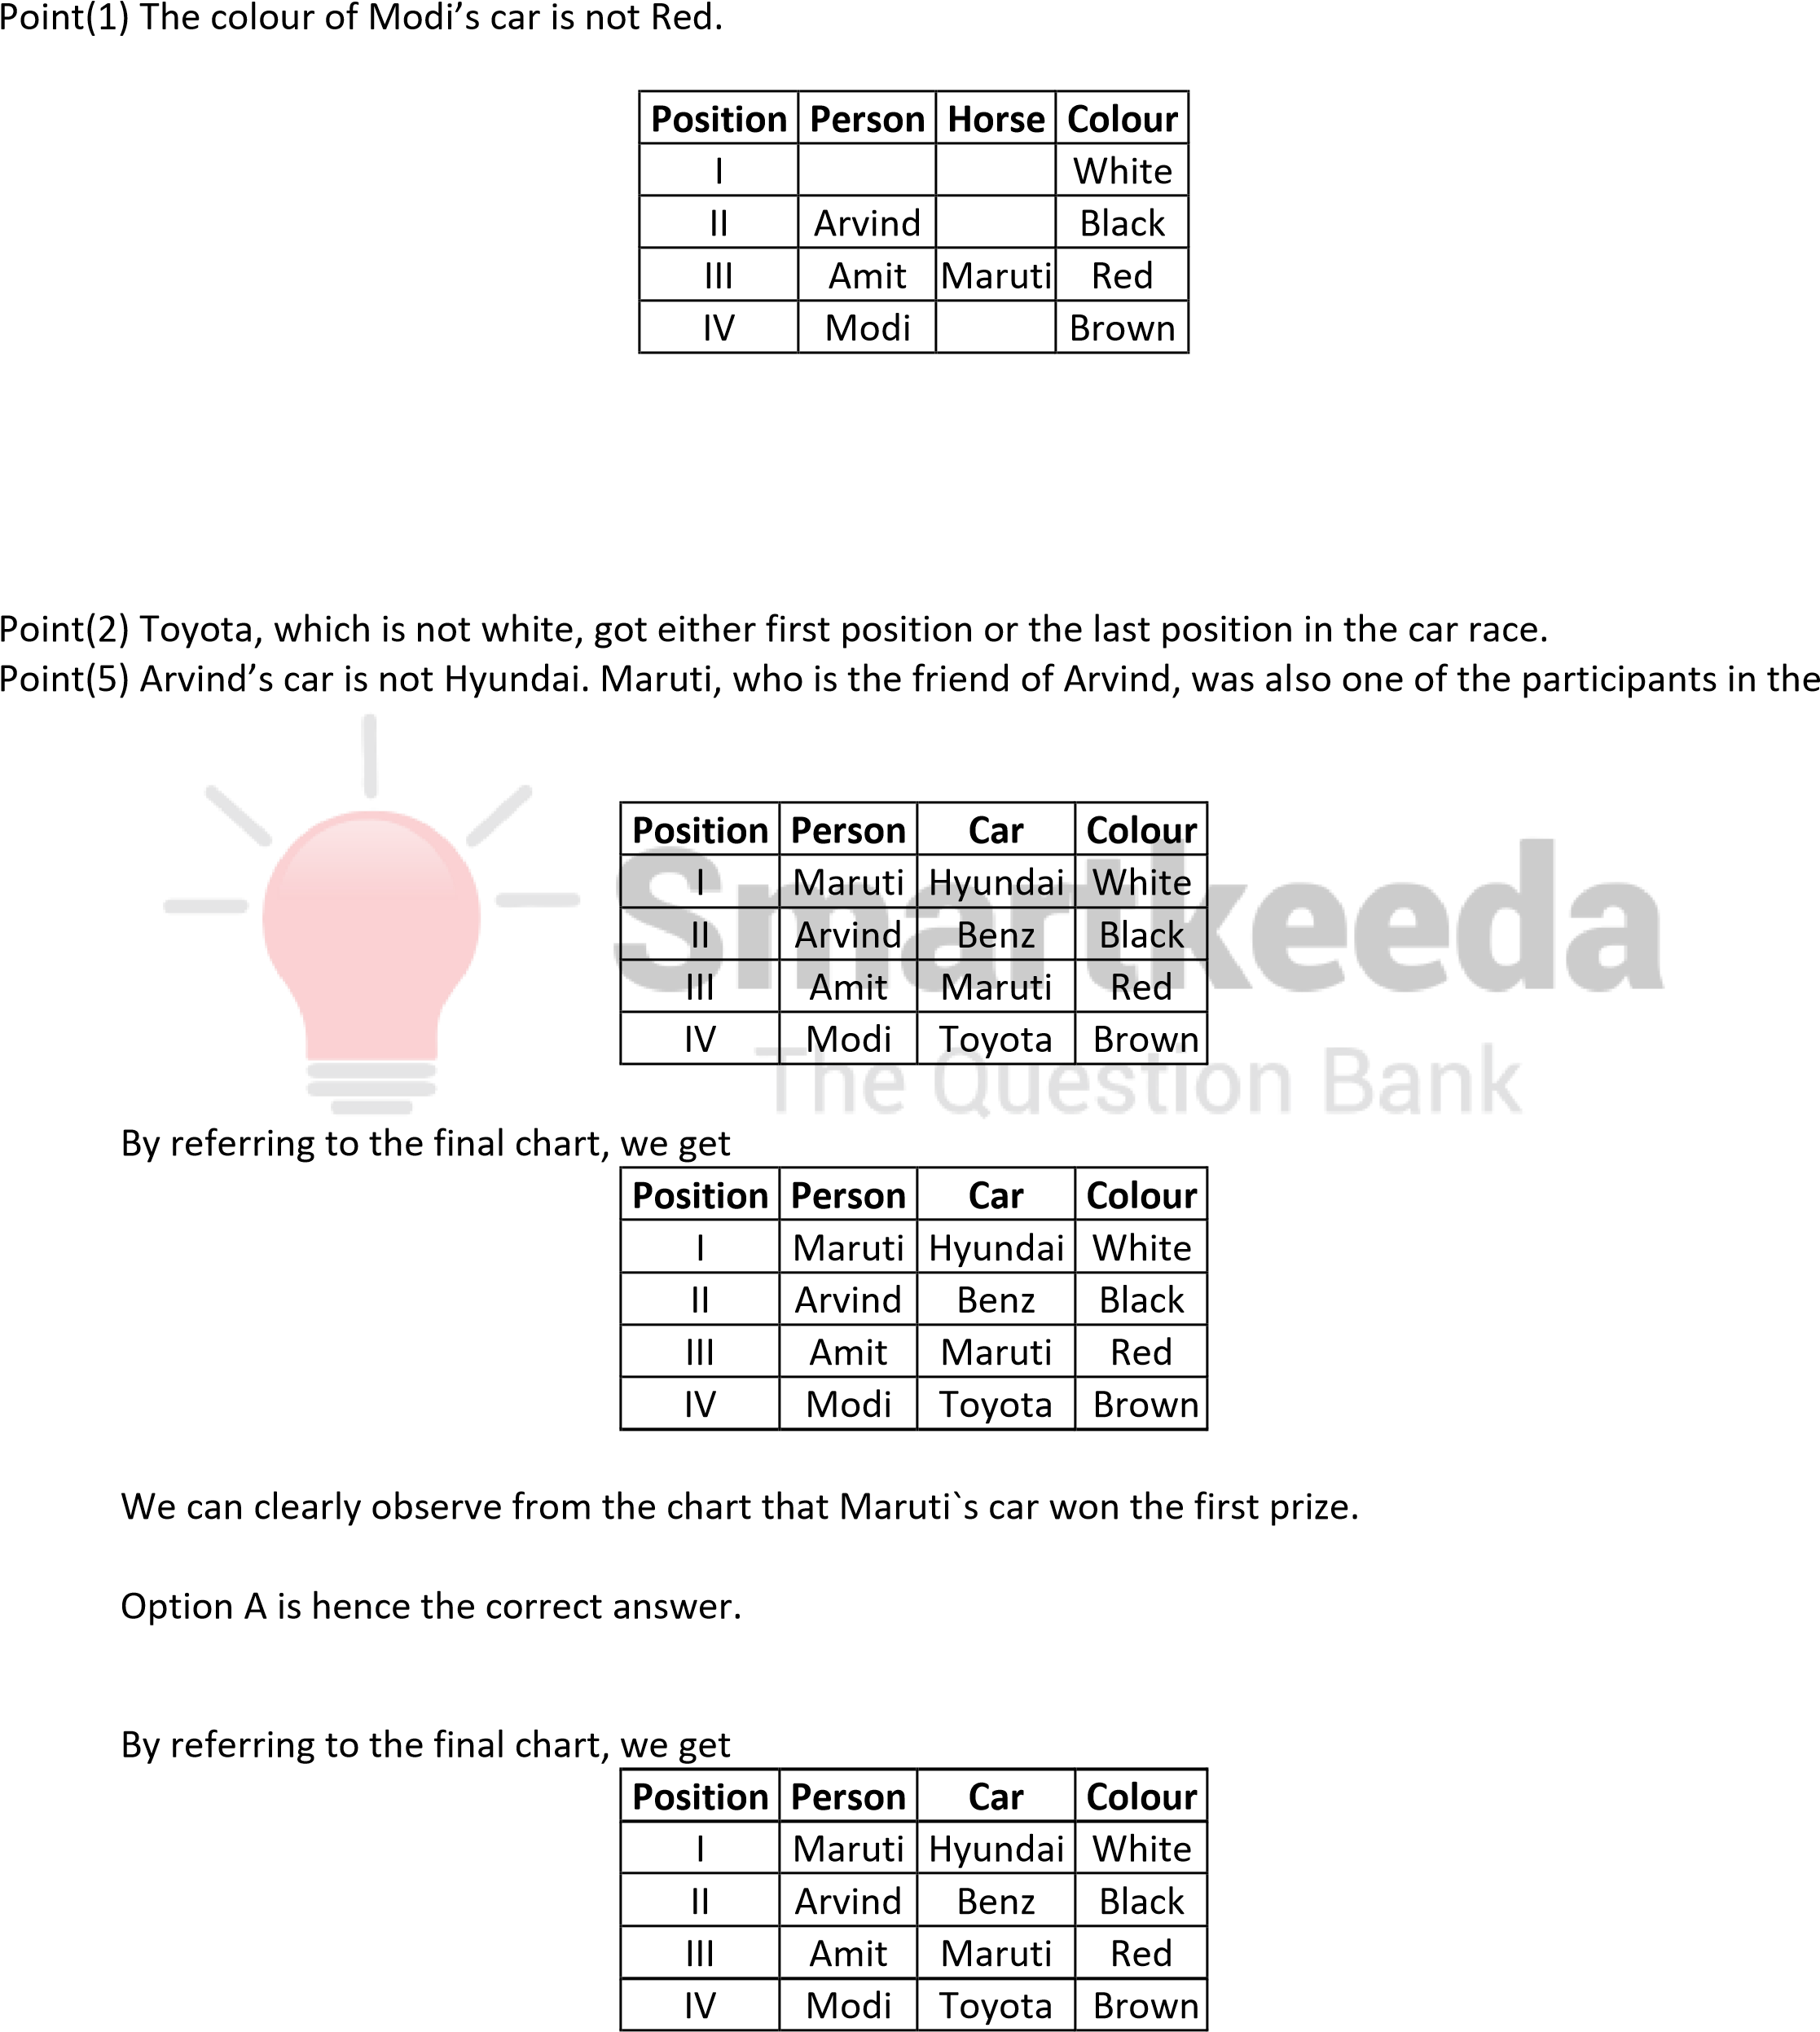 Point(1) The colour of Modi’s car is not Red.
Position Person Horse Colour
I White
II Arvind Black
III Amit Maruti Red
IV Modi Brown
Point(2) Toyota, which is not white, got either first position or the last position in the car race.
Point(5) Arvind’s car is not Hyundai. Maruti, who is the friend of Arvind, was also one of the participants in the
Position Person Car Colour
I Maruti Hyundai White
II Arvind Benz Black
III Amit Maruti Red
IV Modi Toyota Brown
Smartkeeda
The Question Bank
By referring to the final chart, we get
Position Person Car Colour
I Maruti Hyundai White
II Arvind Benz Black
III Amit Maruti Red
IV Modi Toyota Brown
We can clearly observe from the chart that Maruti`s car won the first prize.
Option A is hence the correct answer.
By referring to the final chart, we get
Position Person Car Colour
I Maruti Hyundai White
II Arvind Benz Black
III Amit Maruti Red
IV Modi Toyota Brown